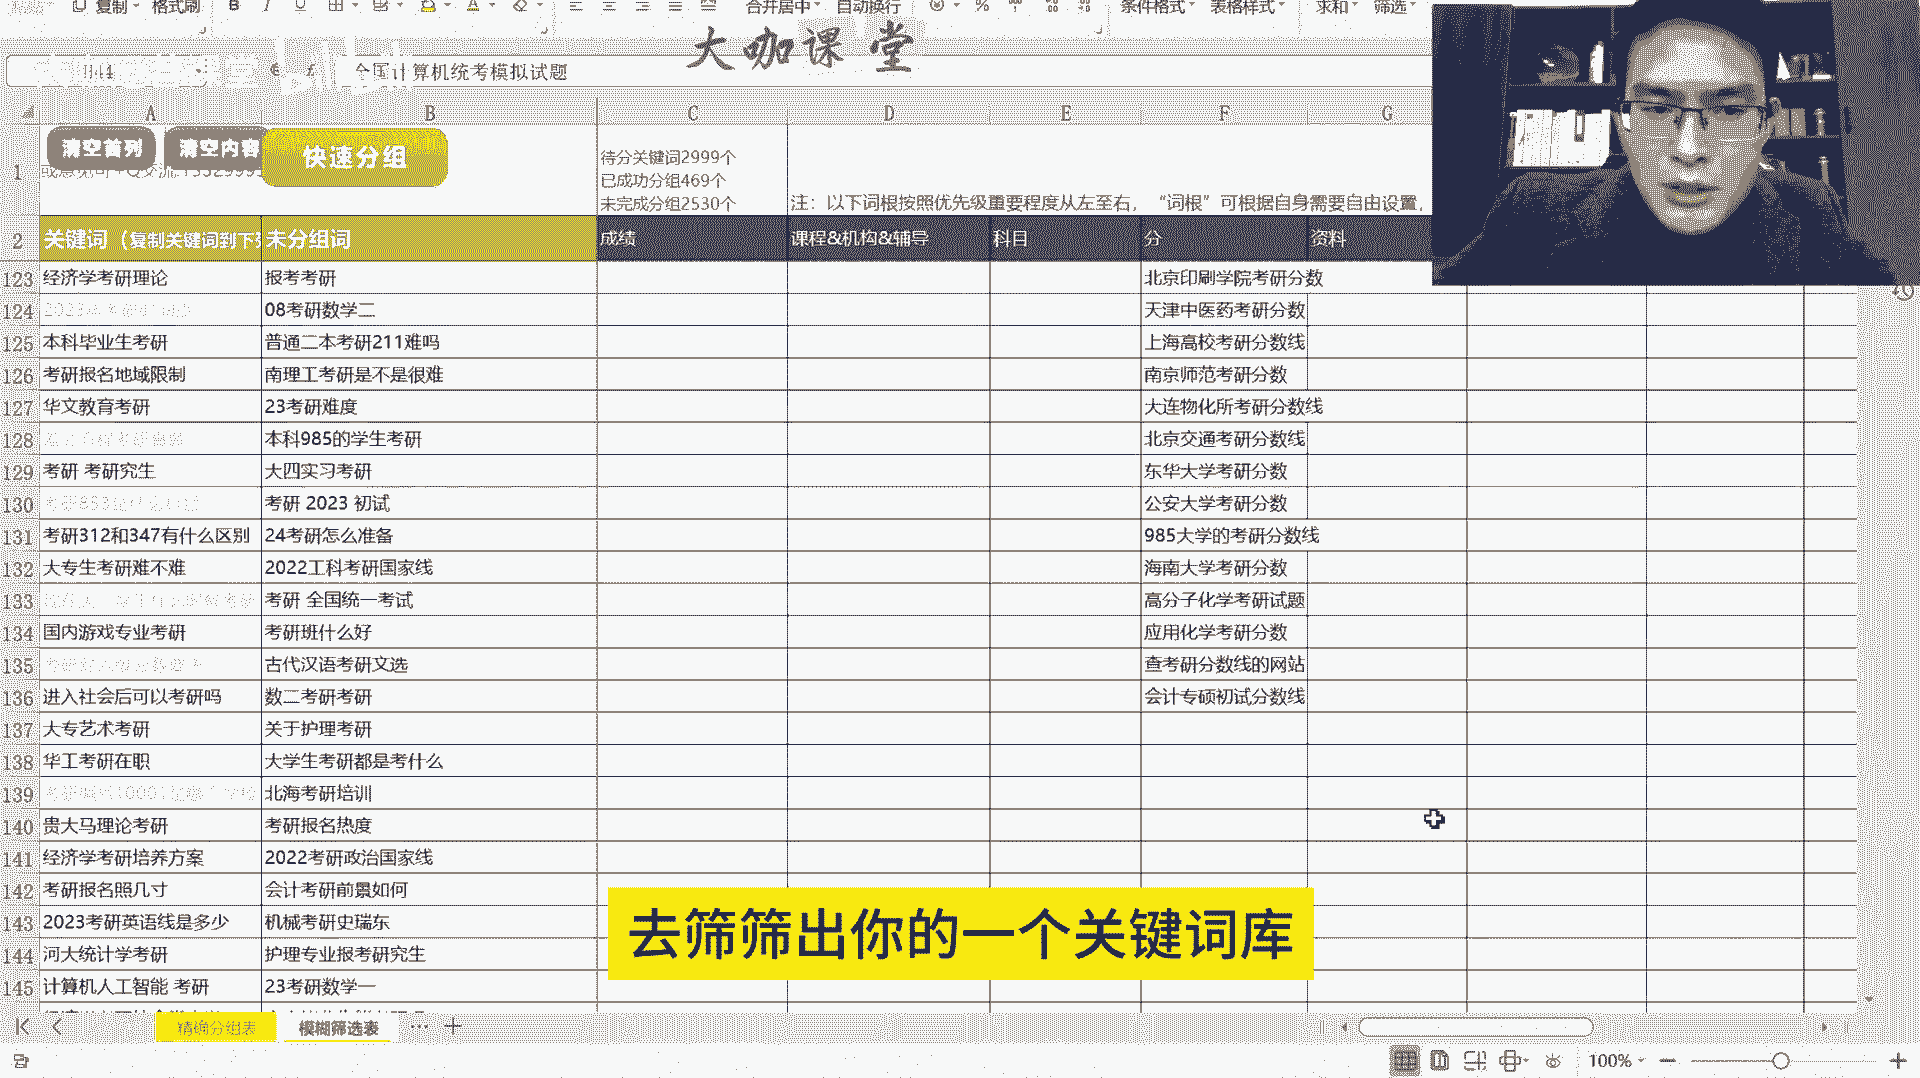 复制 格式刷 B I U 合并居中 自动换行 % 条件格式 表格样式 求和 筛选
大咖课堂
全国计算机统考模拟试题
A B C D E F G
清空首列 清空内容 快速分组
待分关键词2999个
已成功分组469个
未完成分组2530个
注：以下词根按照优先级重要程度从左至右，“词根”可根据自身需要自由设置，
1
2 关键词（复制关键词到下 未分组词 成绩 课程&机构&辅导 科目 分 资料
123 经济学考研理论 报考考研 北京印刷学院考研分数
124 08考研数学二 天津中医药考研分数
125 本科毕业生考研 普通二本考研211难吗 上海高校考研分数线
126 考研报名地域限制 南理工考研是不是很难 南京师范考研分数
127 华文教育考研 23考研难度 大连物化所考研分数线
128 本科985的学生考研 北京交通考研分数线
129 考研 考研究生 大四实习考研 东华大学考研分数
130 考研 2023 初试 公安大学考研分数
131 考研312和347有什么区别 24考研怎么准备 985大学的考研分数线
132 大专生考研难不难 2022工科考研国家线 海南大学考研分数
133 考研 全国统一考试 高分子化学考研试题
134 国内游戏专业考研 考研班什么好 应用化学考研分数
135 古代汉语考研文选 查考研分数线的网站
136 进入社会后可以考研吗 数二考研考研 会计专硕初试分数线
137 大专艺术考研 关于护理考研
138 华工考研在职 大学生考研都是考什么
139 北海考研培训
140 贵大马理论考研 考研报名热度
141 经济学考研培养方案 2022考研政治国家线
142 考研报名照几寸 会计考研前景如何
143 2023考研英语线是多少 机械考研史瑞东
144 河大统计学考研 护理专业报考研究生
145 计算机人工智能 考研 23考研数学一
去筛筛出你的一个关键词库
精确分组表 模糊筛选表 ··· +
100%